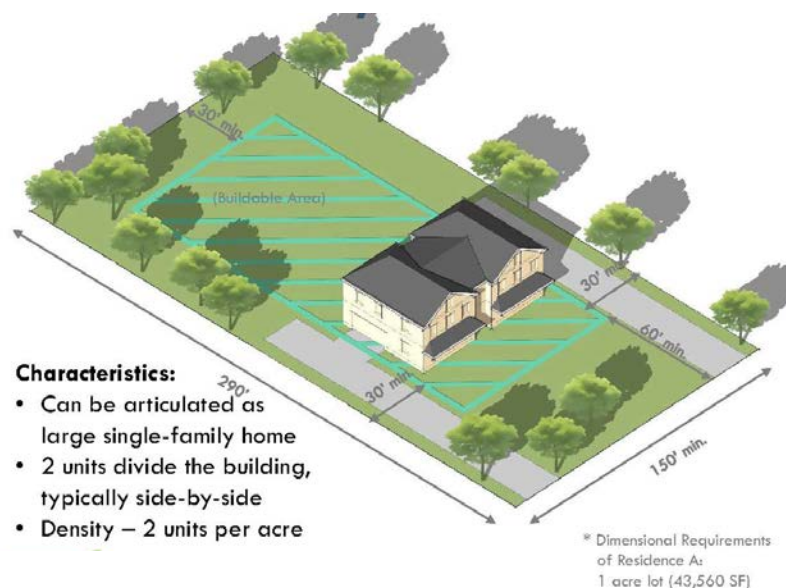 30' min.
(Buildable Area)
30' min.
60' min.
30' min.
290'
150' min.
Characteristics:
• Can be articulated as
large single-family home
• 2 units divide the building,
typically side-by-side
• Density – 2 units per acre
* Dimensional Requirements
of Residence A:
1 acre lot (43,560 SF)